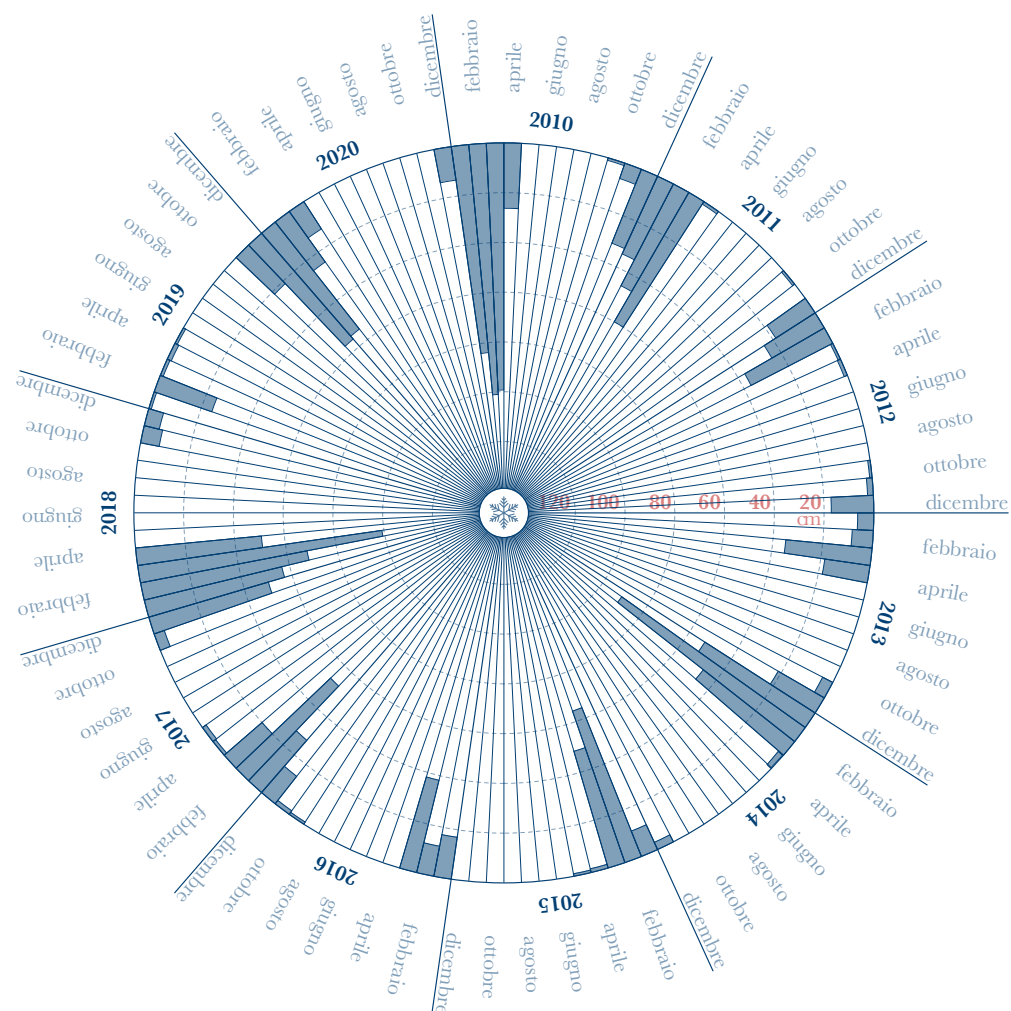 2010
febbraio
aprile
giugno
agosto
ottobre
dicembre
2011
febbraio
aprile
giugno
agosto
ottobre
dicembre
2012
febbraio
aprile
giugno
agosto
ottobre
dicembre
2013
febbraio
aprile
giugno
agosto
ottobre
dicembre
2014
febbraio
aprile
giugno
agosto
ottobre
dicembre
2015
febbraio
aprile
giugno
agosto
ottobre
dicembre
2016
febbraio
aprile
giugno
agosto
ottobre
dicembre
2017
febbraio
aprile
giugno
agosto
ottobre
dicembre
2018
febbraio
aprile
giugno
agosto
ottobre
dicembre
2019
febbraio
aprile
giugno
agosto
ottobre
dicembre
2020
febbraio
aprile
giugno
agosto
ottobre
dicembre
120 100 80 60 40 20
cm